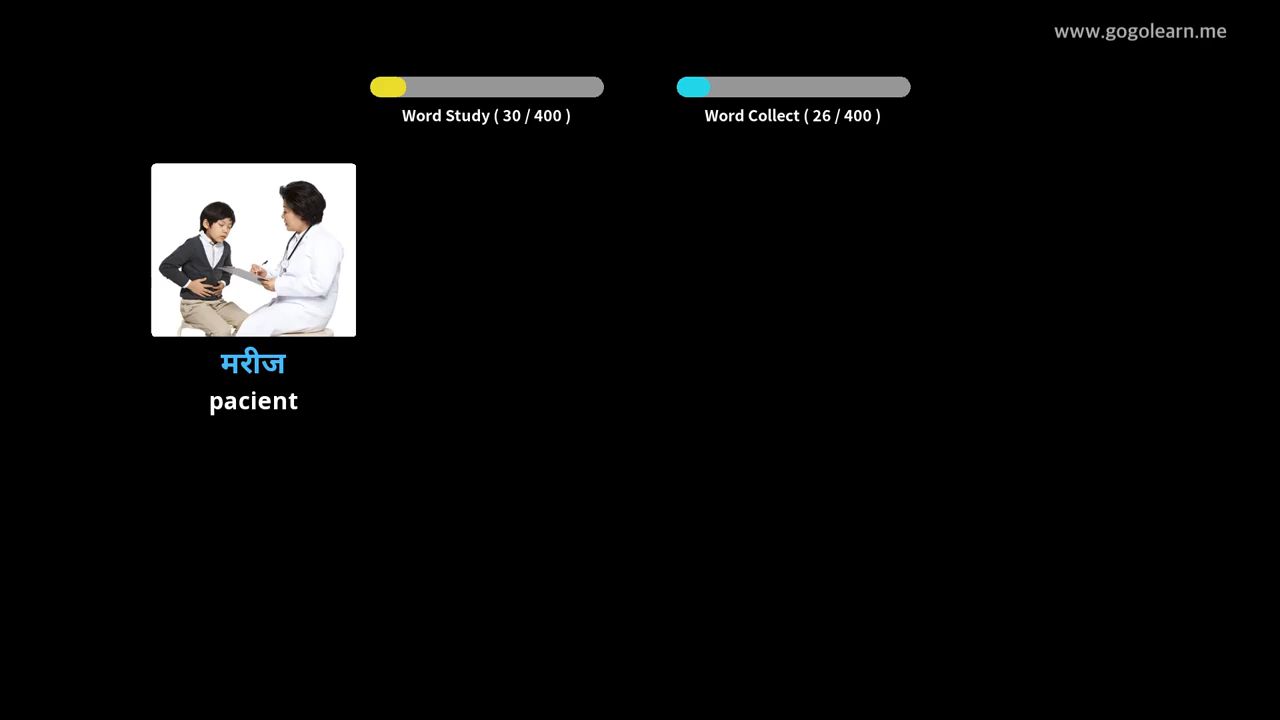 www.gogolearn.me
Word Study ( 30 / 400 )
Word Collect ( 26 / 400 )
मरीज
pacient